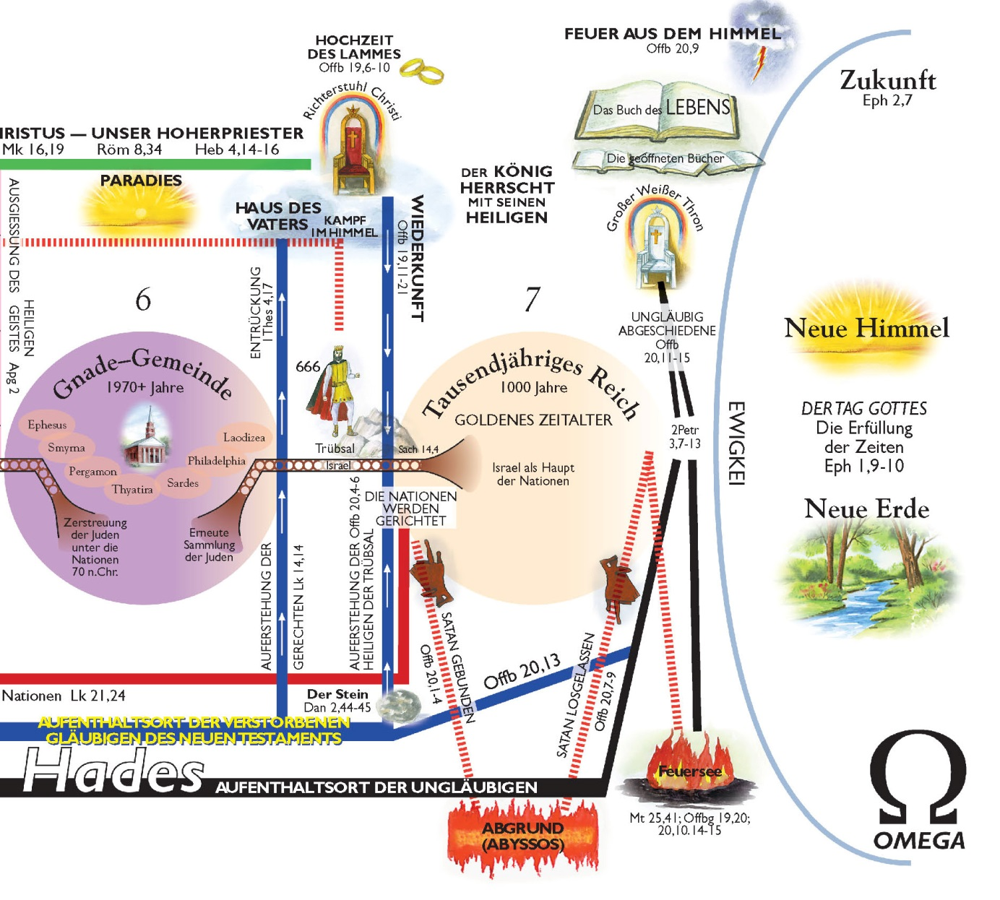 HOCHZEIT
DES LAMMES
Offb 19,6-10
Richterstuhl Christi
FEUER AUS DEM HIMMEL
Offb 20,9
Das Buch des LEBENS
Die geöffneten Bücher
Großer Weißer Thron
Zukunft
Eph 2,7
IRISTUS — UNSER HOHERPRIESTER
Mk 16,19 Röm 8,34 Heb 4,14-16
PARADIES
HAUS DES
VATERS
KAMPF
IM HIMMEL
WIEDERKUNFT
Offb 19,11-21
DER KÖNIG
HERRSCHT
MIT SEINEN
HEILIGEN
AUSGIESSUNG DES HEILIGEN
GEISTES Apg 2
ENTRÜCKUNG
1Thes 4,17
6
Gnade–Gemeinde
1970+ Jahre
Ephesus
Smyrna
Pergamon
Thyatira
Sardes
Philadelphia
Laodizea
Zerstreuung
der Juden
unter die
Nationen
70 n.Chr.
Erneute
Sammlung
der Juden
666
Trübsal
Israel
Sach 14,4
7
Tausendjähriges Reich
1000 Jahre
GOLDENES ZEITALTER
Israel als Haupt
der Nationen
DIE NATIONEN
WERDEN
GERICHTET
UNGLÄUBIG
ABGESCHIEDENE
Offb
20,11-15
2Petr
3,7-13
EWIGKEI
Neue Himmel
DER TAG GOTTES
Die Erfüllung
der Zeiten
Eph 1,9-10
Neue Erde
AUFERSTEHUNG DER
GERECHTEN Lk 14,14
AUFERSTEHUNG DER Offb 20,4-6
HEILIGEN DER TRÜBSAL
SATAN GEBUNDEN
Offb 20,1-4
Offb 20,13
SATAN LOSGELASSEN
Offb 20,7-9
Nationen Lk 21,24
Der Stein
Dan 2,44-45
AUFENTHALTSORT DER VERSTORBENEN
GLÄUBIGEN DES NEUEN TESTAMENTS
Hades
AUFENTHALTSORT DER UNGLÄUBIGEN
ABGRUND
(ABYSSOS)
Feuersee
Mt 25,41; Offbg 19,20;
20,10.14-15
Ω
OMEGA